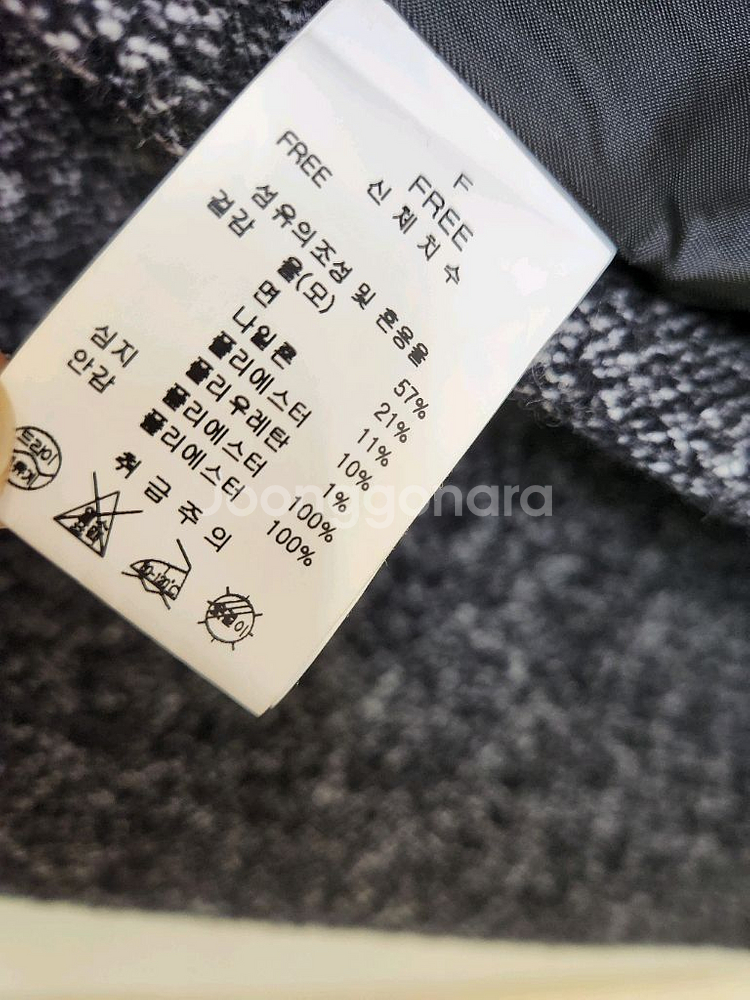 F
FREE
FREE
신체치수
섬유의조성 및 혼용율
겉감 울(모) 57%
면 21%
나일론 11%
폴리에스터 10%
폴리우레탄 1%
심지 폴리에스터 100%
안감 폴리에스터 100%
취급주의
드라이
Joonggonara